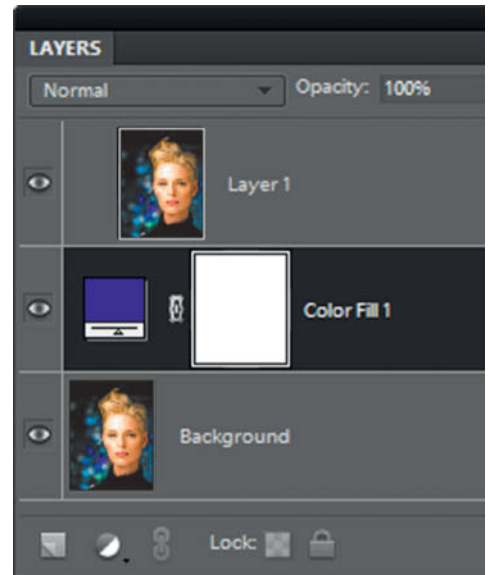 LAYERS
Normal Opacity: 100%
Layer 1
Color Fill 1
Background
Lock: